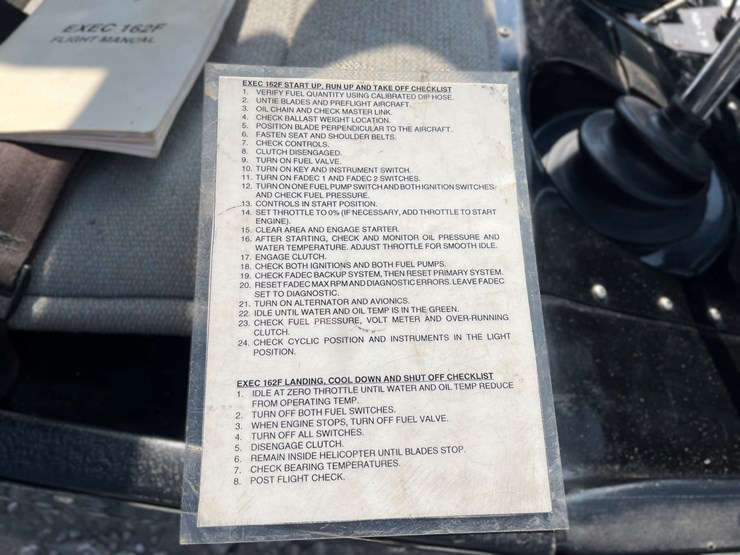 EXEC 162F
FLIGHT MANUAL
EXEC 162F START UP, RUN UP AND TAKE OFF CHECKLIST
1. VERIFY FUEL QUANTITY USING CALIBRATED DIP HOSE.
2. UNTIE BLADES AND PREFLIGHT AIRCRAFT.
3. OIL CHAIN AND CHECK MASTER LINK.
4. CHECK BALLAST WEIGHT LOCATION.
5. POSITION BLADE PERPENDICULAR TO THE AIRCRAFT.
6. FASTEN SEAT AND SHOULDER BELTS.
7. CHECK CONTROLS.
8. CLUTCH DISENGAGED.
9. TURN ON FUEL VALVE.
10. TURN ON KEY AND INSTRUMENT SWITCH.
11. TURN ON FADEC 1 AND FADEC 2 SWITCHES.
12. TURN ON ONE FUEL PUMP SWITCH AND BOTH IGNITION SWITCHES
AND CHECK FUEL PRESSURE.
13. CONTROLS IN START POSITION.
14. SET THROTTLE TO 0% (IF NECESSARY, ADD THROTTLE TO START
ENGINE).
15. CLEAR AREA AND ENGAGE STARTER.
16. AFTER STARTING, CHECK AND MONITOR OIL PRESSURE AND
WATER TEMPERATURE. ADJUST THROTTLE FOR SMOOTH IDLE.
17. ENGAGE CLUTCH.
18. CHECK BOTH IGNITIONS AND BOTH FUEL PUMPS.
19. CHECK FADEC BACKUP SYSTEM, THEN RESET PRIMARY SYSTEM.
20. RESET FADEC MAX RPM AND DIAGNOSTIC ERRORS. LEAVE FADEC
SET TO DIAGNOSTIC.
21. TURN ON ALTERNATOR AND AVIONICS.
22. IDLE UNTIL WATER AND OIL TEMP IS IN THE GREEN.
23. CHECK FUEL PRESSURE, VOLT METER AND OVER-RUNNING
CLUTCH.
24. CHECK CYCLIC POSITION AND INSTRUMENTS IN THE LIGHT
POSITION.
EXEC 162F LANDING, COOL DOWN AND SHUT OFF CHECKLIST
1. IDLE AT ZERO THROTTLE UNTIL WATER AND OIL TEMP REDUCE
FROM OPERATING TEMP.
2. TURN OFF BOTH FUEL SWITCHES.
3. WHEN ENGINE STOPS, TURN OFF FUEL VALVE.
4. TURN OFF ALL SWITCHES.
5. DISENGAGE CLUTCH.
6. REMAIN INSIDE HELICOPTER UNTIL BLADES STOP.
7. CHECK BEARING TEMPERATURES.
8. POST FLIGHT CHECK.